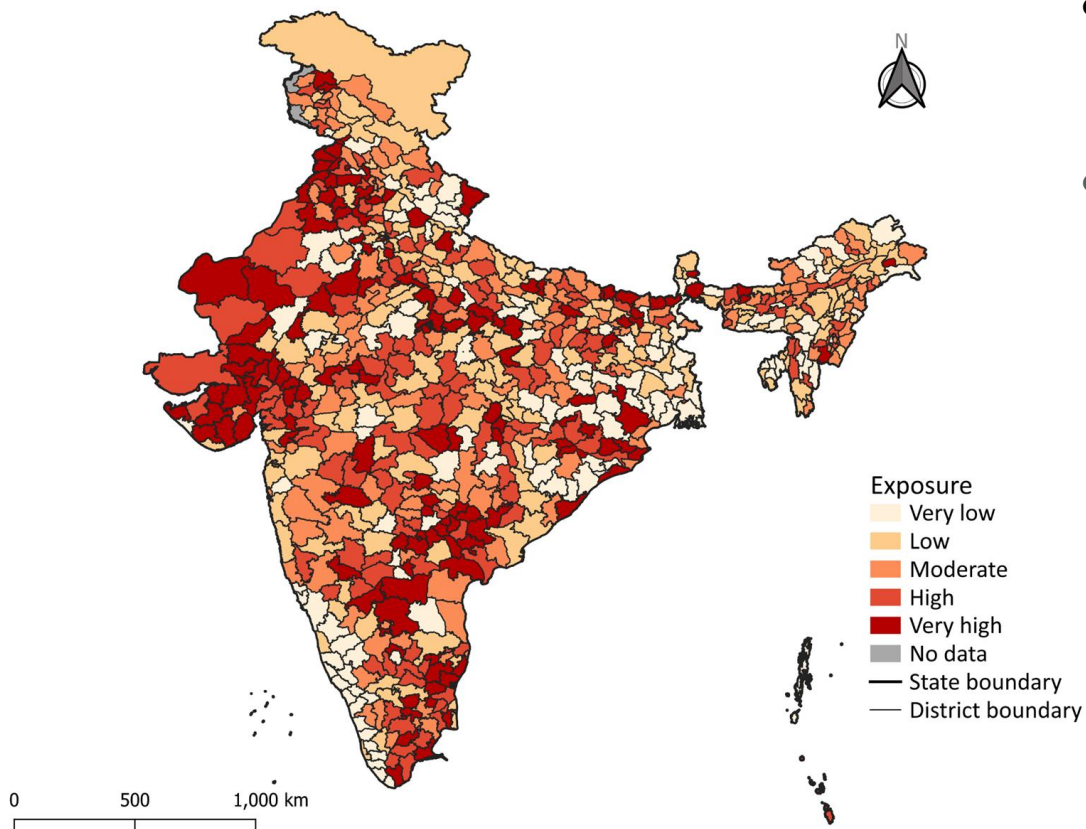 N
Exposure
Very low
Low
Moderate
High
Very high
No data
State boundary
District boundary
0 500 1,000 km